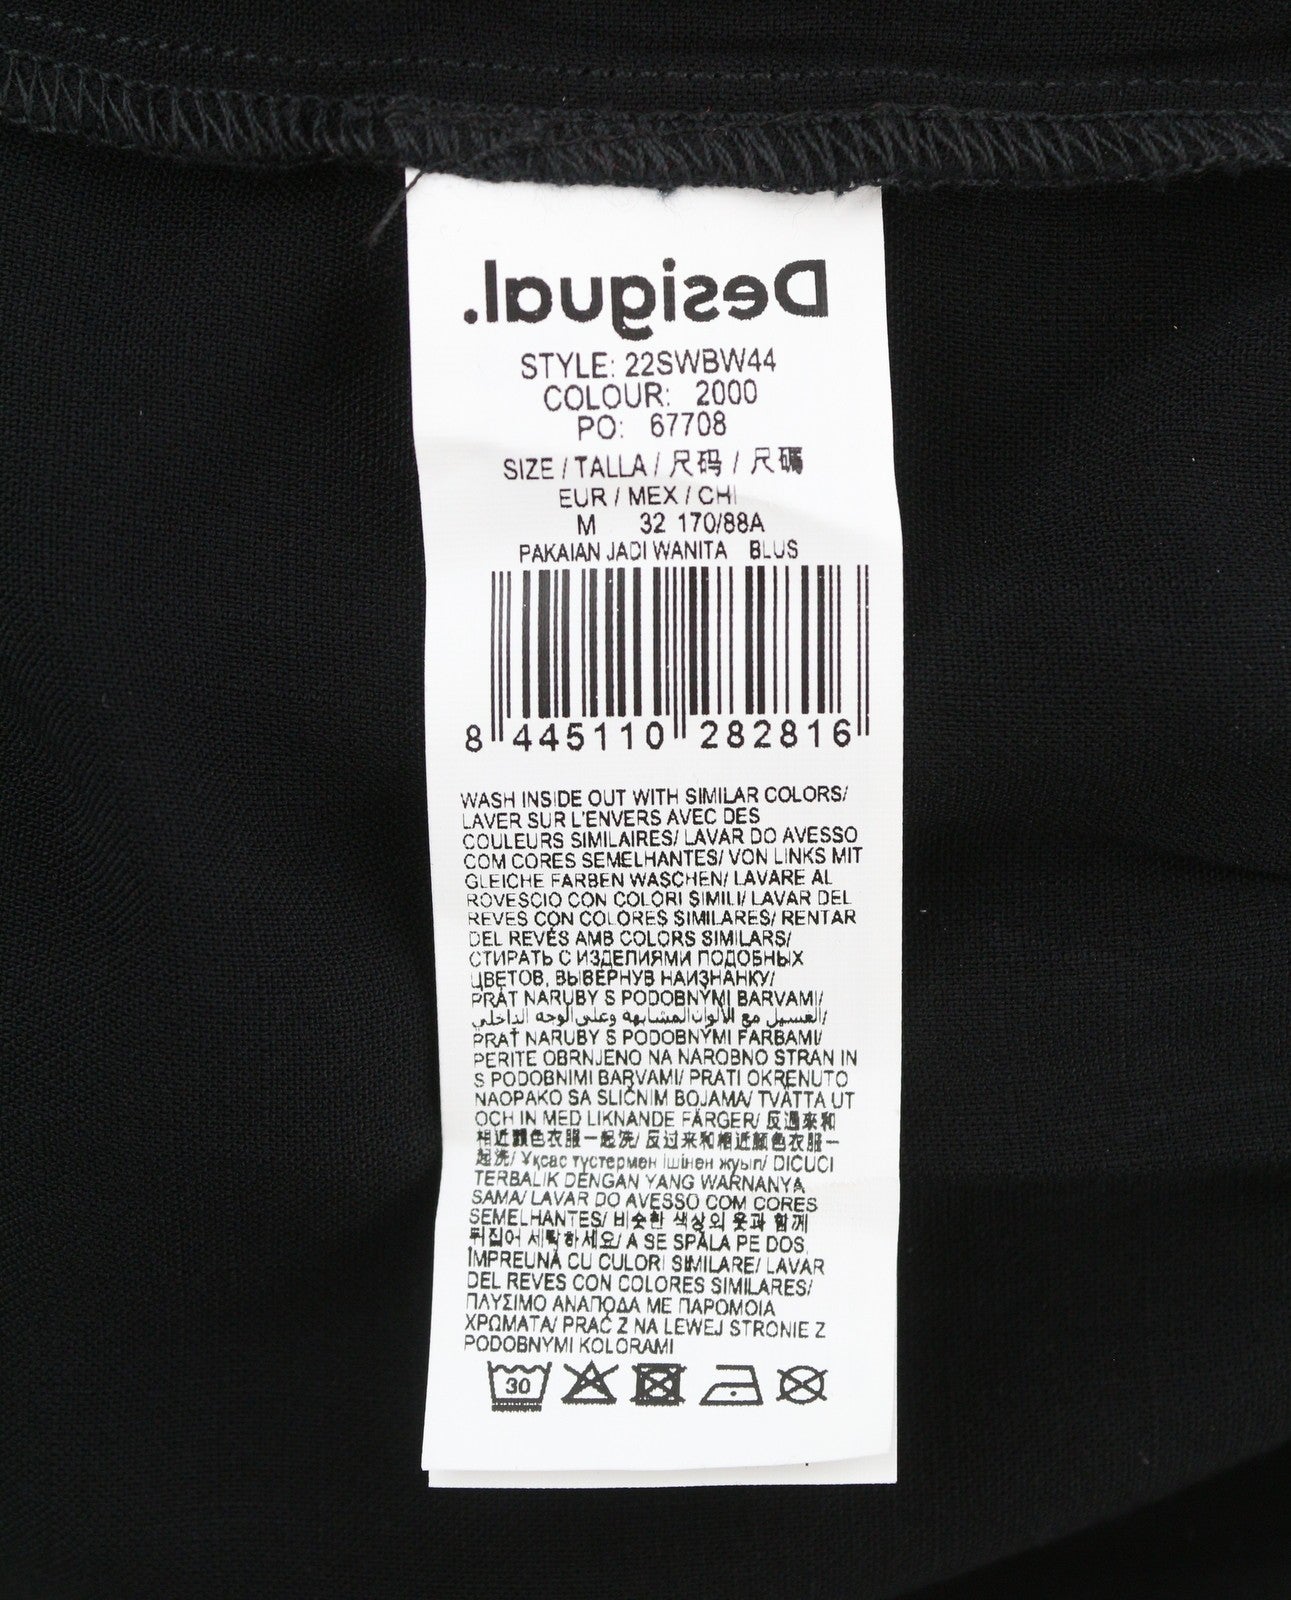 Desigual.
STYLE: 22SWBW44
COLOUR: 2000
PO: 67708
SIZE / TALLA / 尺码 / 尺碼
EUR / MEX / CHI
M 32 170/88A
PAKAIAN JADI WANITA BLUS
8 445110 282816
WASH INSIDE OUT WITH SIMILAR COLORS/
LAVER SUR L'ENVERS AVEC DES
COULEURS SIMILAIRES/ LAVAR DO AVESSO
COM CORES SEMELHANTES/ VON LINKS MIT
GLEICHE FARBEN WASCHEN/ LAVARE AL
ROVESCIO CON COLORI SIMILI/ LAVAR DEL
REVES CON COLORES SIMILARES/ RENTAR
DEL REVÉS AMB COLORS SIMILARS/
СТИРАТЬ С ИЗДЕЛИЯМИ ПОДОБНЫХ
ЦВЕТОВ, ВЫВЕРНУВ НАИЗНАНКУ/
PRÁT NARUBY S PODOBNÝMI BARVAMI/
الغسيل مع الألوان المشابهة وعلى الوجه الداخلي/
PRAŤ NARUBY S PODOBNÝMI FARBAMI/
PERITE OBRNJENO NA NAROBNO STRAN IN
S PODOBNIMI BARVAMI/ PRATI OKRENUTO
NAOPAKO SA SLIČNIM BOJAMA/ TVÄTTA UT
OCH IN MED LIKNANDE FÄRGER/ 反過來和
相近顏色衣服一起洗/ 反过来和相近颜色衣服一
起洗/ Ұқсас түстермен ішінен жуып/ DICUCI
TERBALIK DENGAN YANG WARNANYA
SAMA/ LAVAR DO AVESSO COM CORES
SEMELHANTES/ 비슷한 색상의 옷과 함께
뒤집어 세탁하세요/ A SE SPĂLA PE DOS,
ÎMPREUNĂ CU CULORI SIMILARE/ LAVAR
DEL REVES CON COLORES SIMILARES/
ΠΛΥΣΙΜΟ ΑΝΑΠΟΔΑ ΜΕ ΠΑΡΟΜΟΙΑ
ΧΡΩΜΑΤΑ/ PRAĆ Z NA LEWEJ STRONIE Z
PODOBNYMI KOLORAMI
30